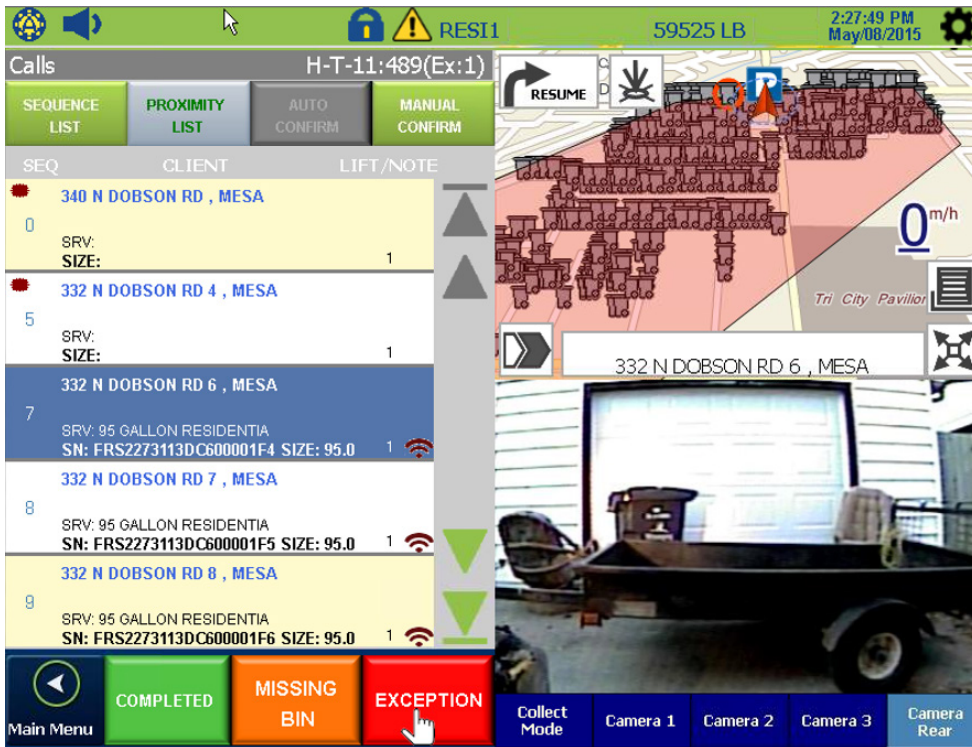 RESI1
59525 LB
2:27:49 PM
May/08/2015
Calls
H-T-11:489(Ex:1)
SEQUENCE LIST
PROXIMITY LIST
AUTO CONFIRM
MANUAL CONFIRM
SEQ CLIENT LIFT/NOTE
340 N DOBSON RD , MESA
0
SRV:
SIZE: 1
332 N DOBSON RD 4 , MESA
5
SRV:
SIZE: 1
332 N DOBSON RD 6 , MESA
7
SRV: 95 GALLON RESIDENTIA
SN: FRS2273113DC600001F4 SIZE: 95.0 1
332 N DOBSON RD 7 , MESA
8
SRV: 95 GALLON RESIDENTIA
SN: FRS2273113DC600001F5 SIZE: 95.0 1
332 N DOBSON RD 8 , MESA
9
SRV: 95 GALLON RESIDENTIA
SN: FRS2273113DC600001F6 SIZE: 95.0 1
Main Menu
COMPLETED
MISSING BIN
EXCEPTION
RESUME
P
0 m/h
Tri City Pavilion
332 N DOBSON RD 6 , MESA
Collect Mode
Camera 1
Camera 2
Camera 3
Camera Rear